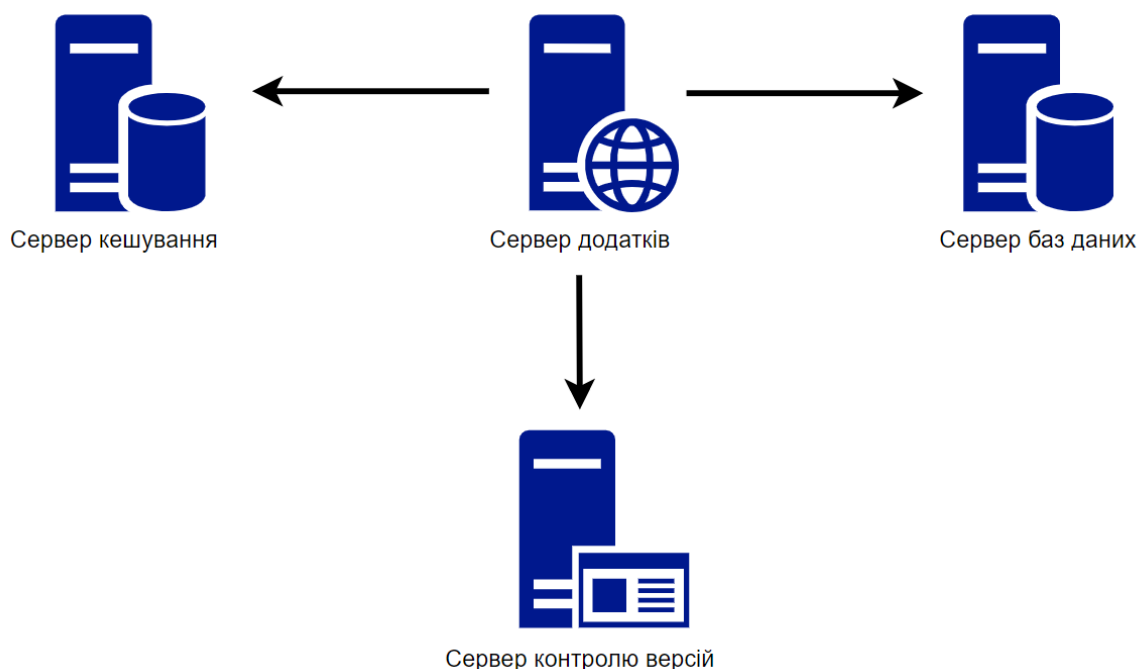 Сервер кешування
Сервер додатків
Сервер баз даних
Сервер контролю версій